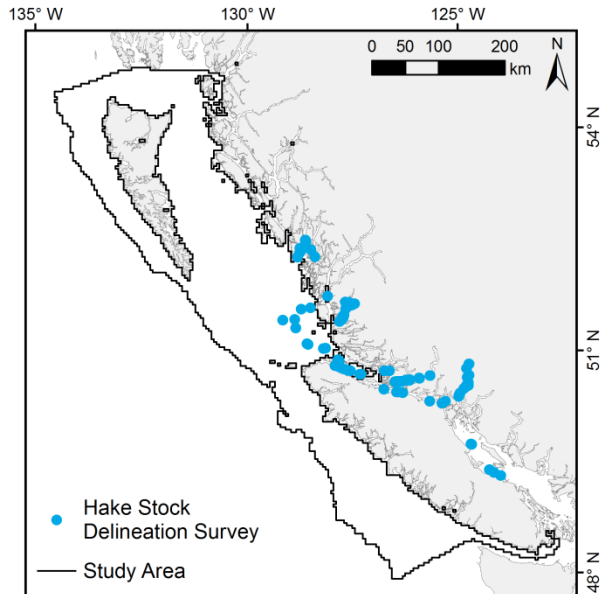 135° W 130° W 125° W
0 50 100 200
km
N
54° N
51° N
48° N
Hake Stock
Delineation Survey
Study Area